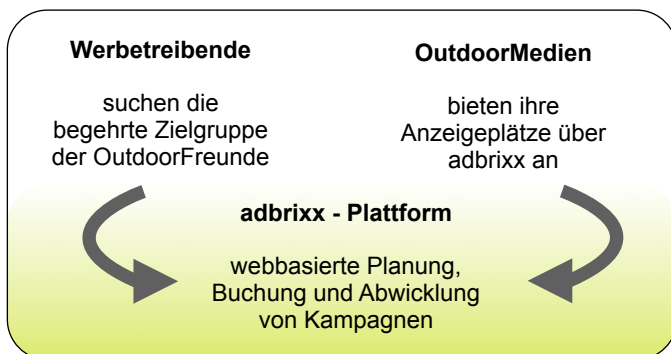 Werbetreibende
suchen die
begehrte Zielgruppe
der OutdoorFreunde
OutdoorMedien
bieten ihre
Anzeigeplätze über
adbrixx an
adbrixx - Plattform
webbasierte Planung,
Buchung und Abwicklung
von Kampagnen